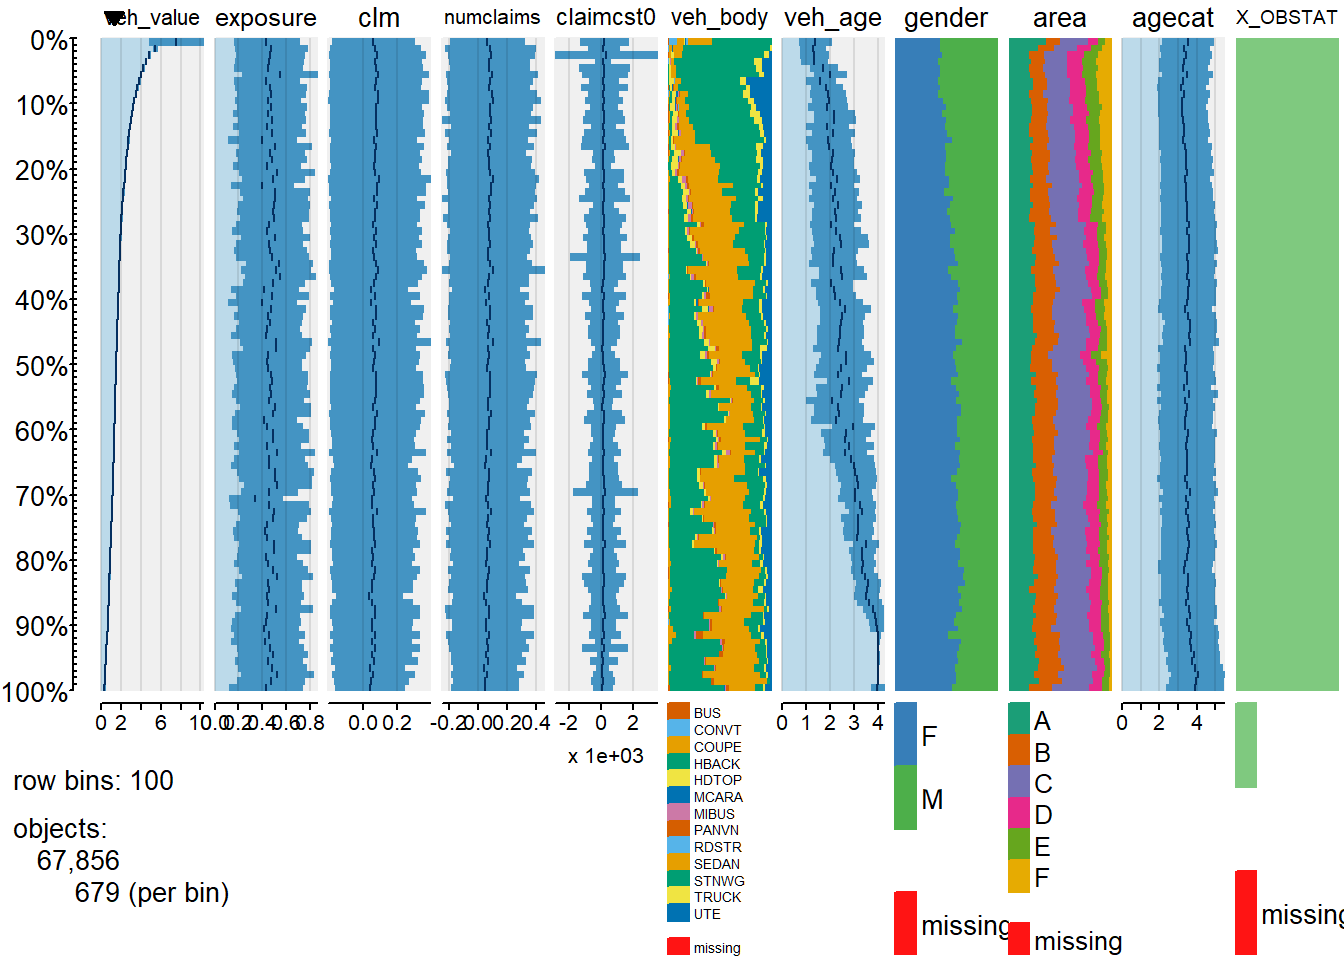 veh_value exposure clm numclaims claimcst0 veh_body veh_age gender area agecat X_OBSTAT
0%
10%
20%
30%
40%
50%
60%
70%
80%
90%
100%
0 2 6 10
0.0 0.2 0.4 0.6 0.8
0.0 0.2
-0.2 0.0 0.2 0.4
-2 0 2
x 1e+03
0 1 2 3 4
0 2 4
BUS
CONVT
COUPE
HBACK
HDTOP
MCARA
MIBUS
PANVN
RDSTR
SEDAN
STNWG
TRUCK
UTE
missing
F
M
missing
A
B
C
D
E
F
missing
missing
row bins: 100
objects:
67,856
679 (per bin)